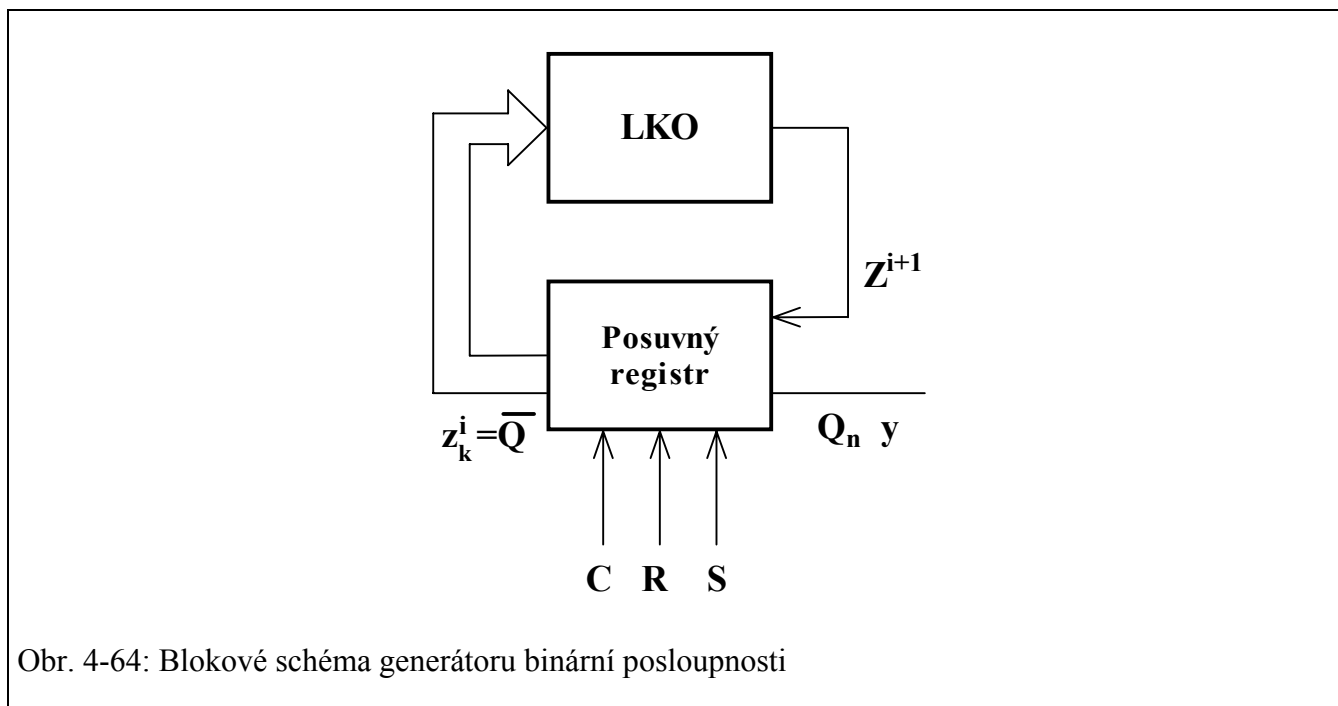 LKO
Z^{i+1}
Posuvný
registr
z_k^i=\overline{Q}
Q_n y
C R S
Obr. 4-64: Blokové schéma generátoru binární posloupnosti